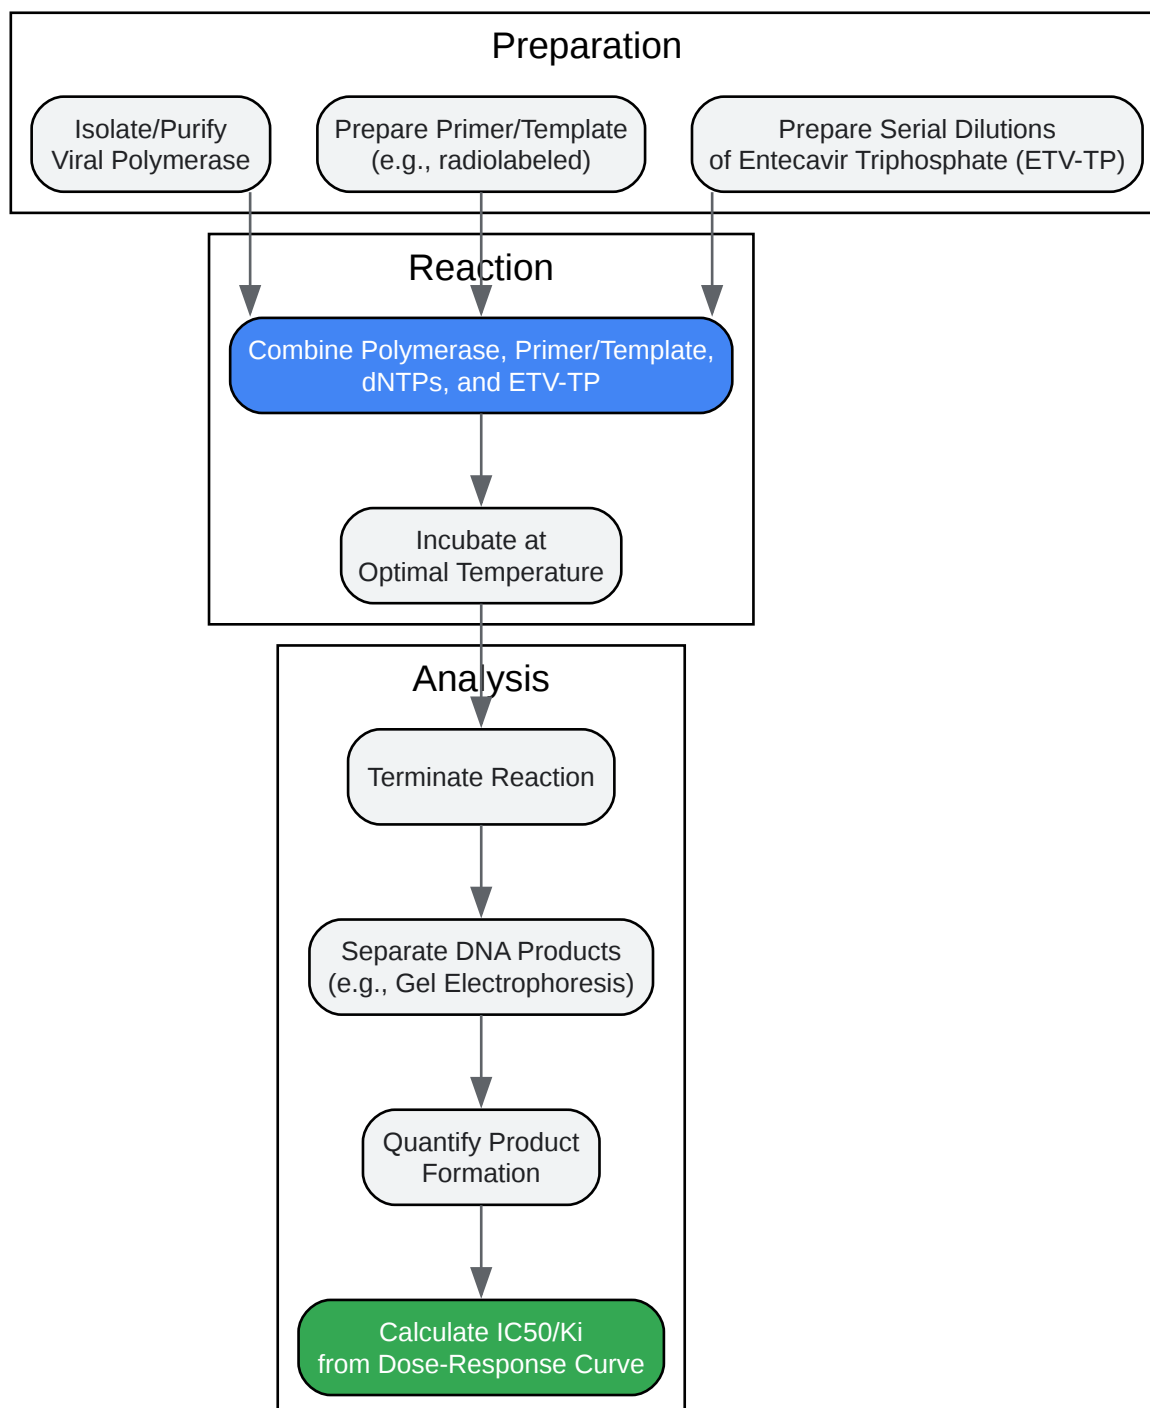 Preparation
Isolate/Purify
Viral Polymerase
Prepare Primer/Template
(e.g., radiolabeled)
Prepare Serial Dilutions
of Entecavir Triphosphate (ETV-TP)
Reaction
Combine Polymerase, Primer/Template,
dNTPs, and ETV-TP
Incubate at
Optimal Temperature
Analysis
Terminate Reaction
Separate DNA Products
(e.g., Gel Electrophoresis)
Quantify Product
Formation
Calculate IC50/Ki
from Dose-Response Curve